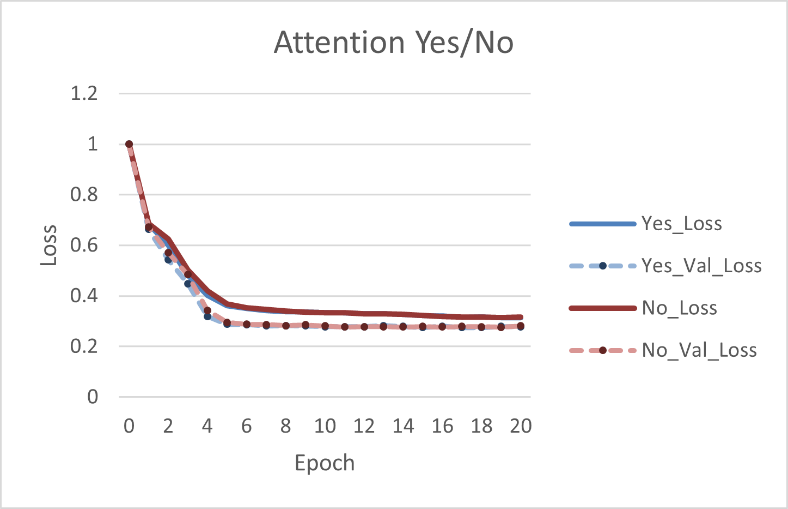 Attention Yes/No
1.2
1
0.8
0.6
0.4
0.2
0
Loss
0 2 4 6 8 10 12 14 16 18 20
Epoch
Yes_Loss
Yes_Val_Loss
No_Loss
No_Val_Loss